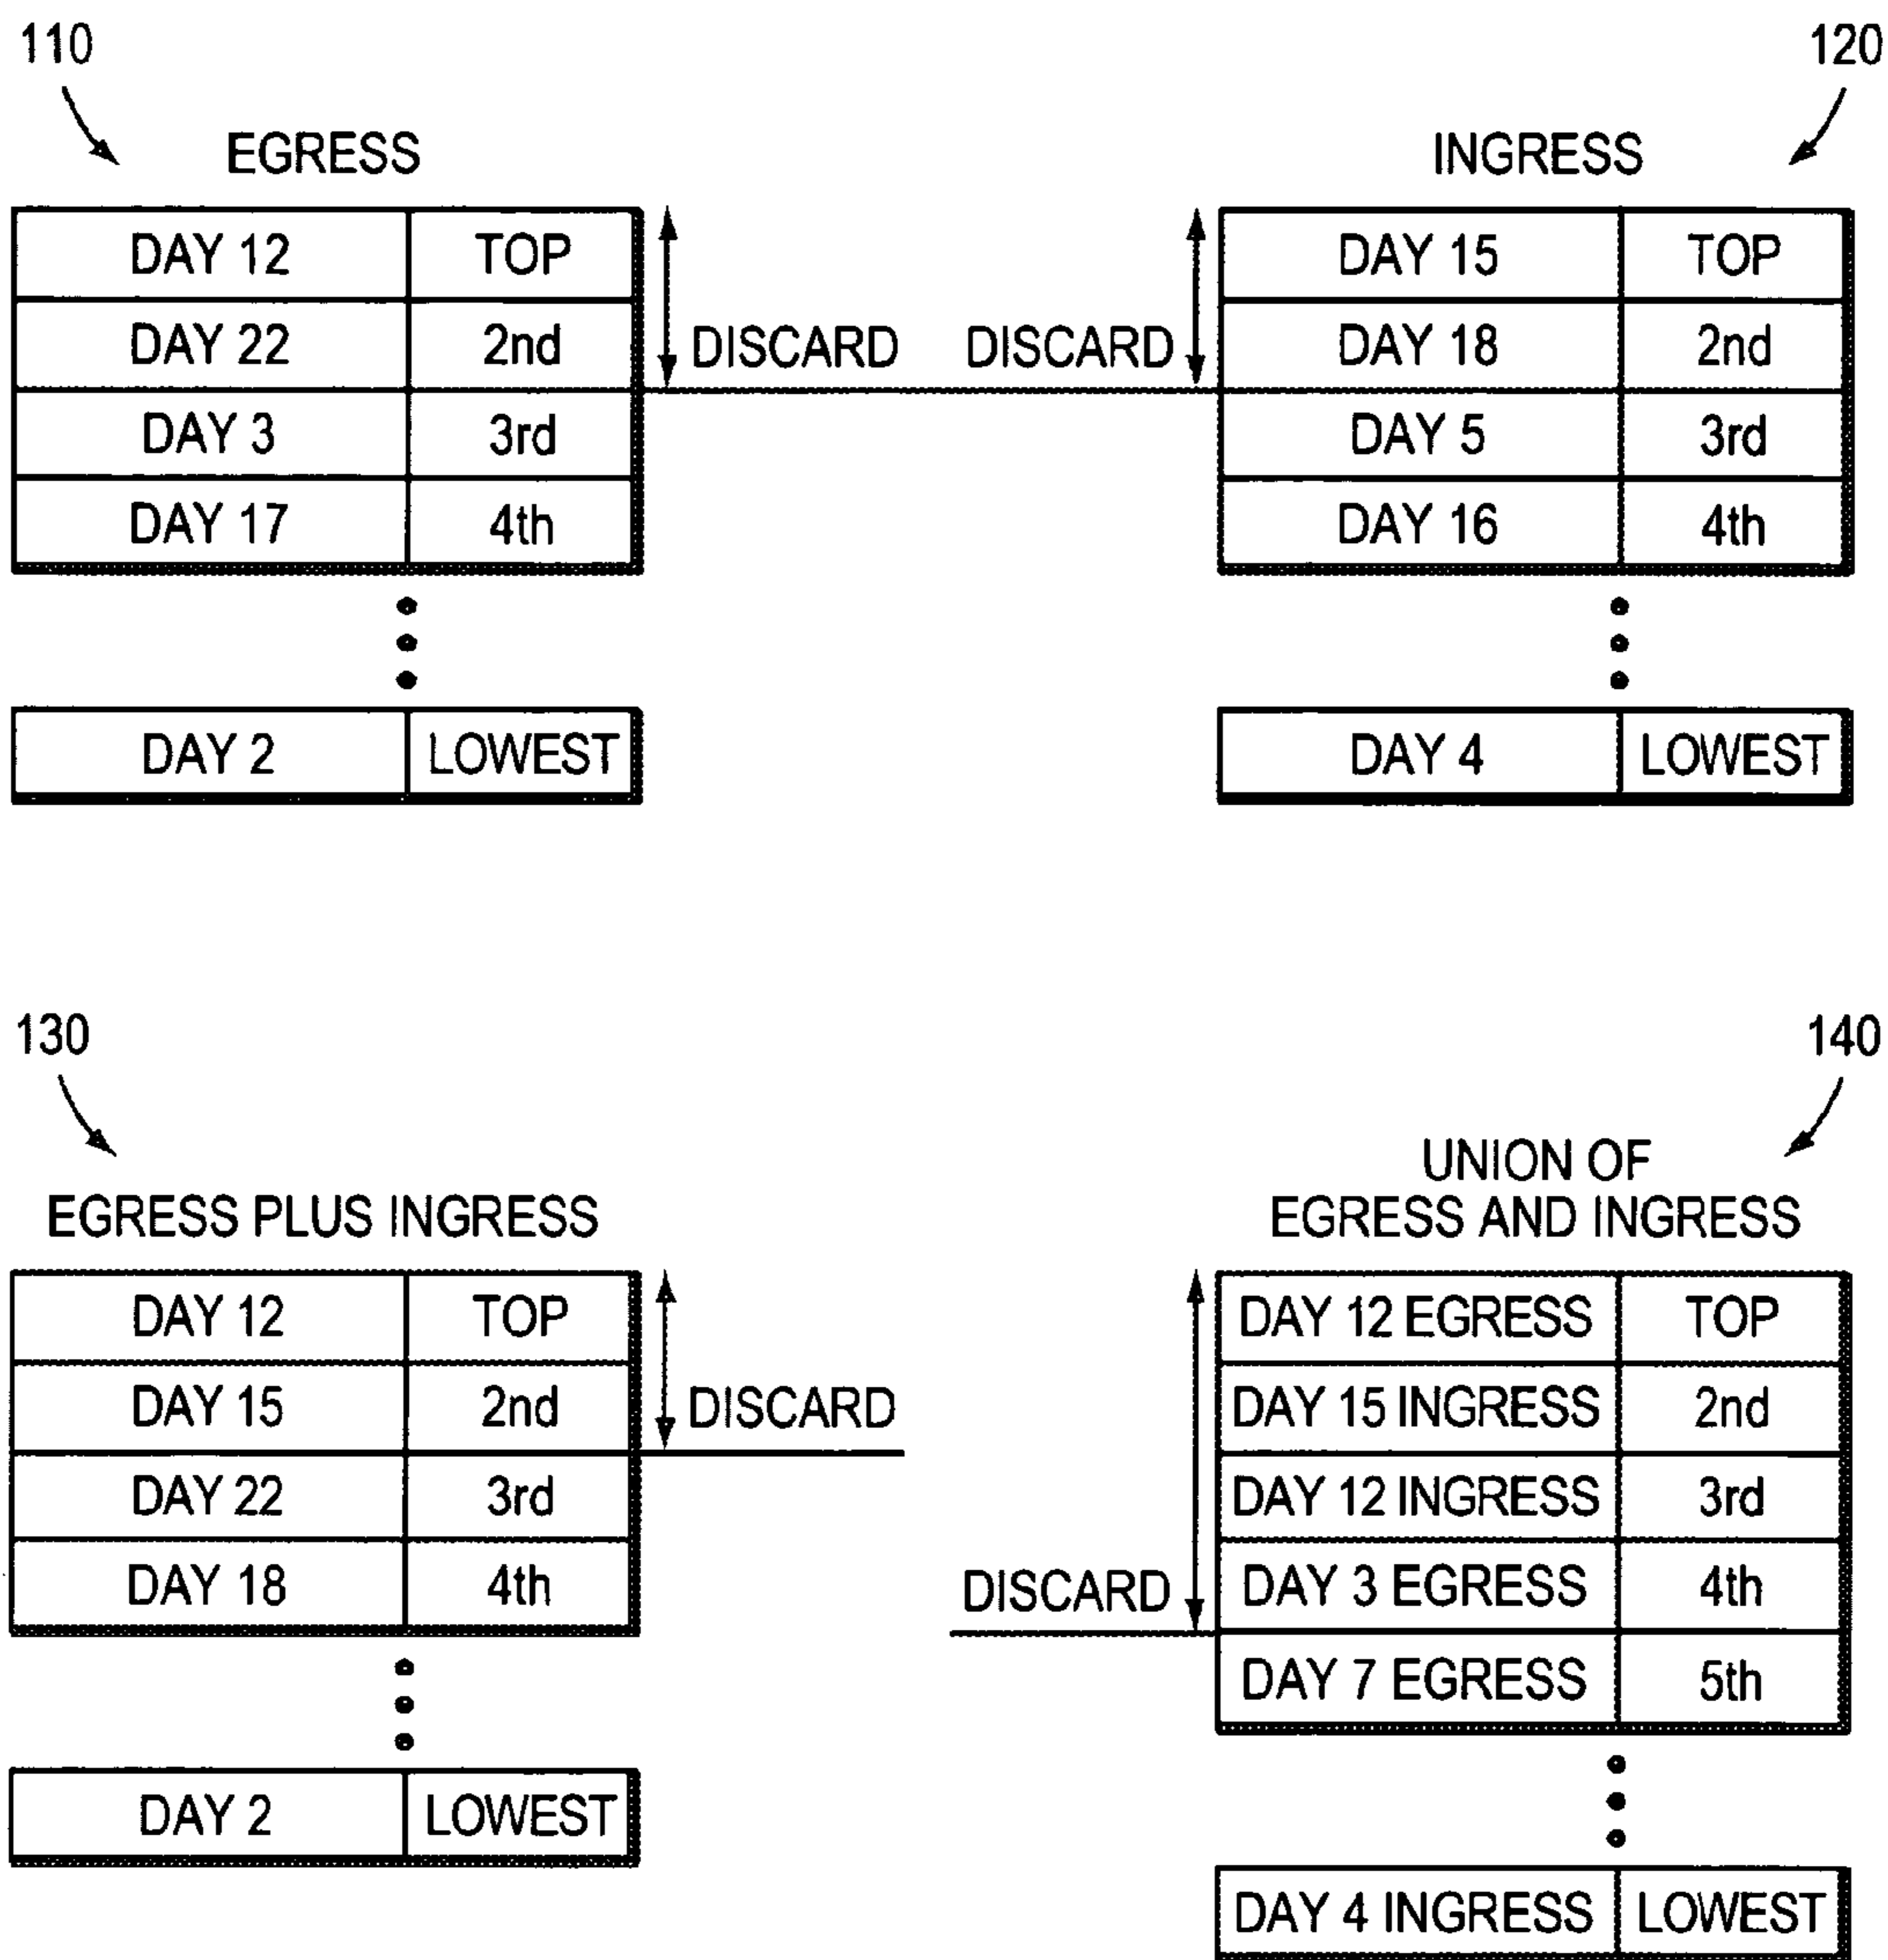 110
120
EGRESS
INGRESS
DAY 12 TOP
DAY 22 2nd
DAY 3 3rd
DAY 17 4th
DISCARD
DISCARD
DAY 15 TOP
DAY 18 2nd
DAY 5 3rd
DAY 16 4th
DAY 2 LOWEST
DAY 4 LOWEST
130
140
EGRESS PLUS INGRESS
UNION OF
EGRESS AND INGRESS
DAY 12 TOP
DAY 15 2nd
DAY 22 3rd
DAY 18 4th
DISCARD
DAY 2 LOWEST
DISCARD
DAY 12 EGRESS TOP
DAY 15 INGRESS 2nd
DAY 12 INGRESS 3rd
DAY 3 EGRESS 4th
DAY 7 EGRESS 5th
DAY 4 INGRESS LOWEST